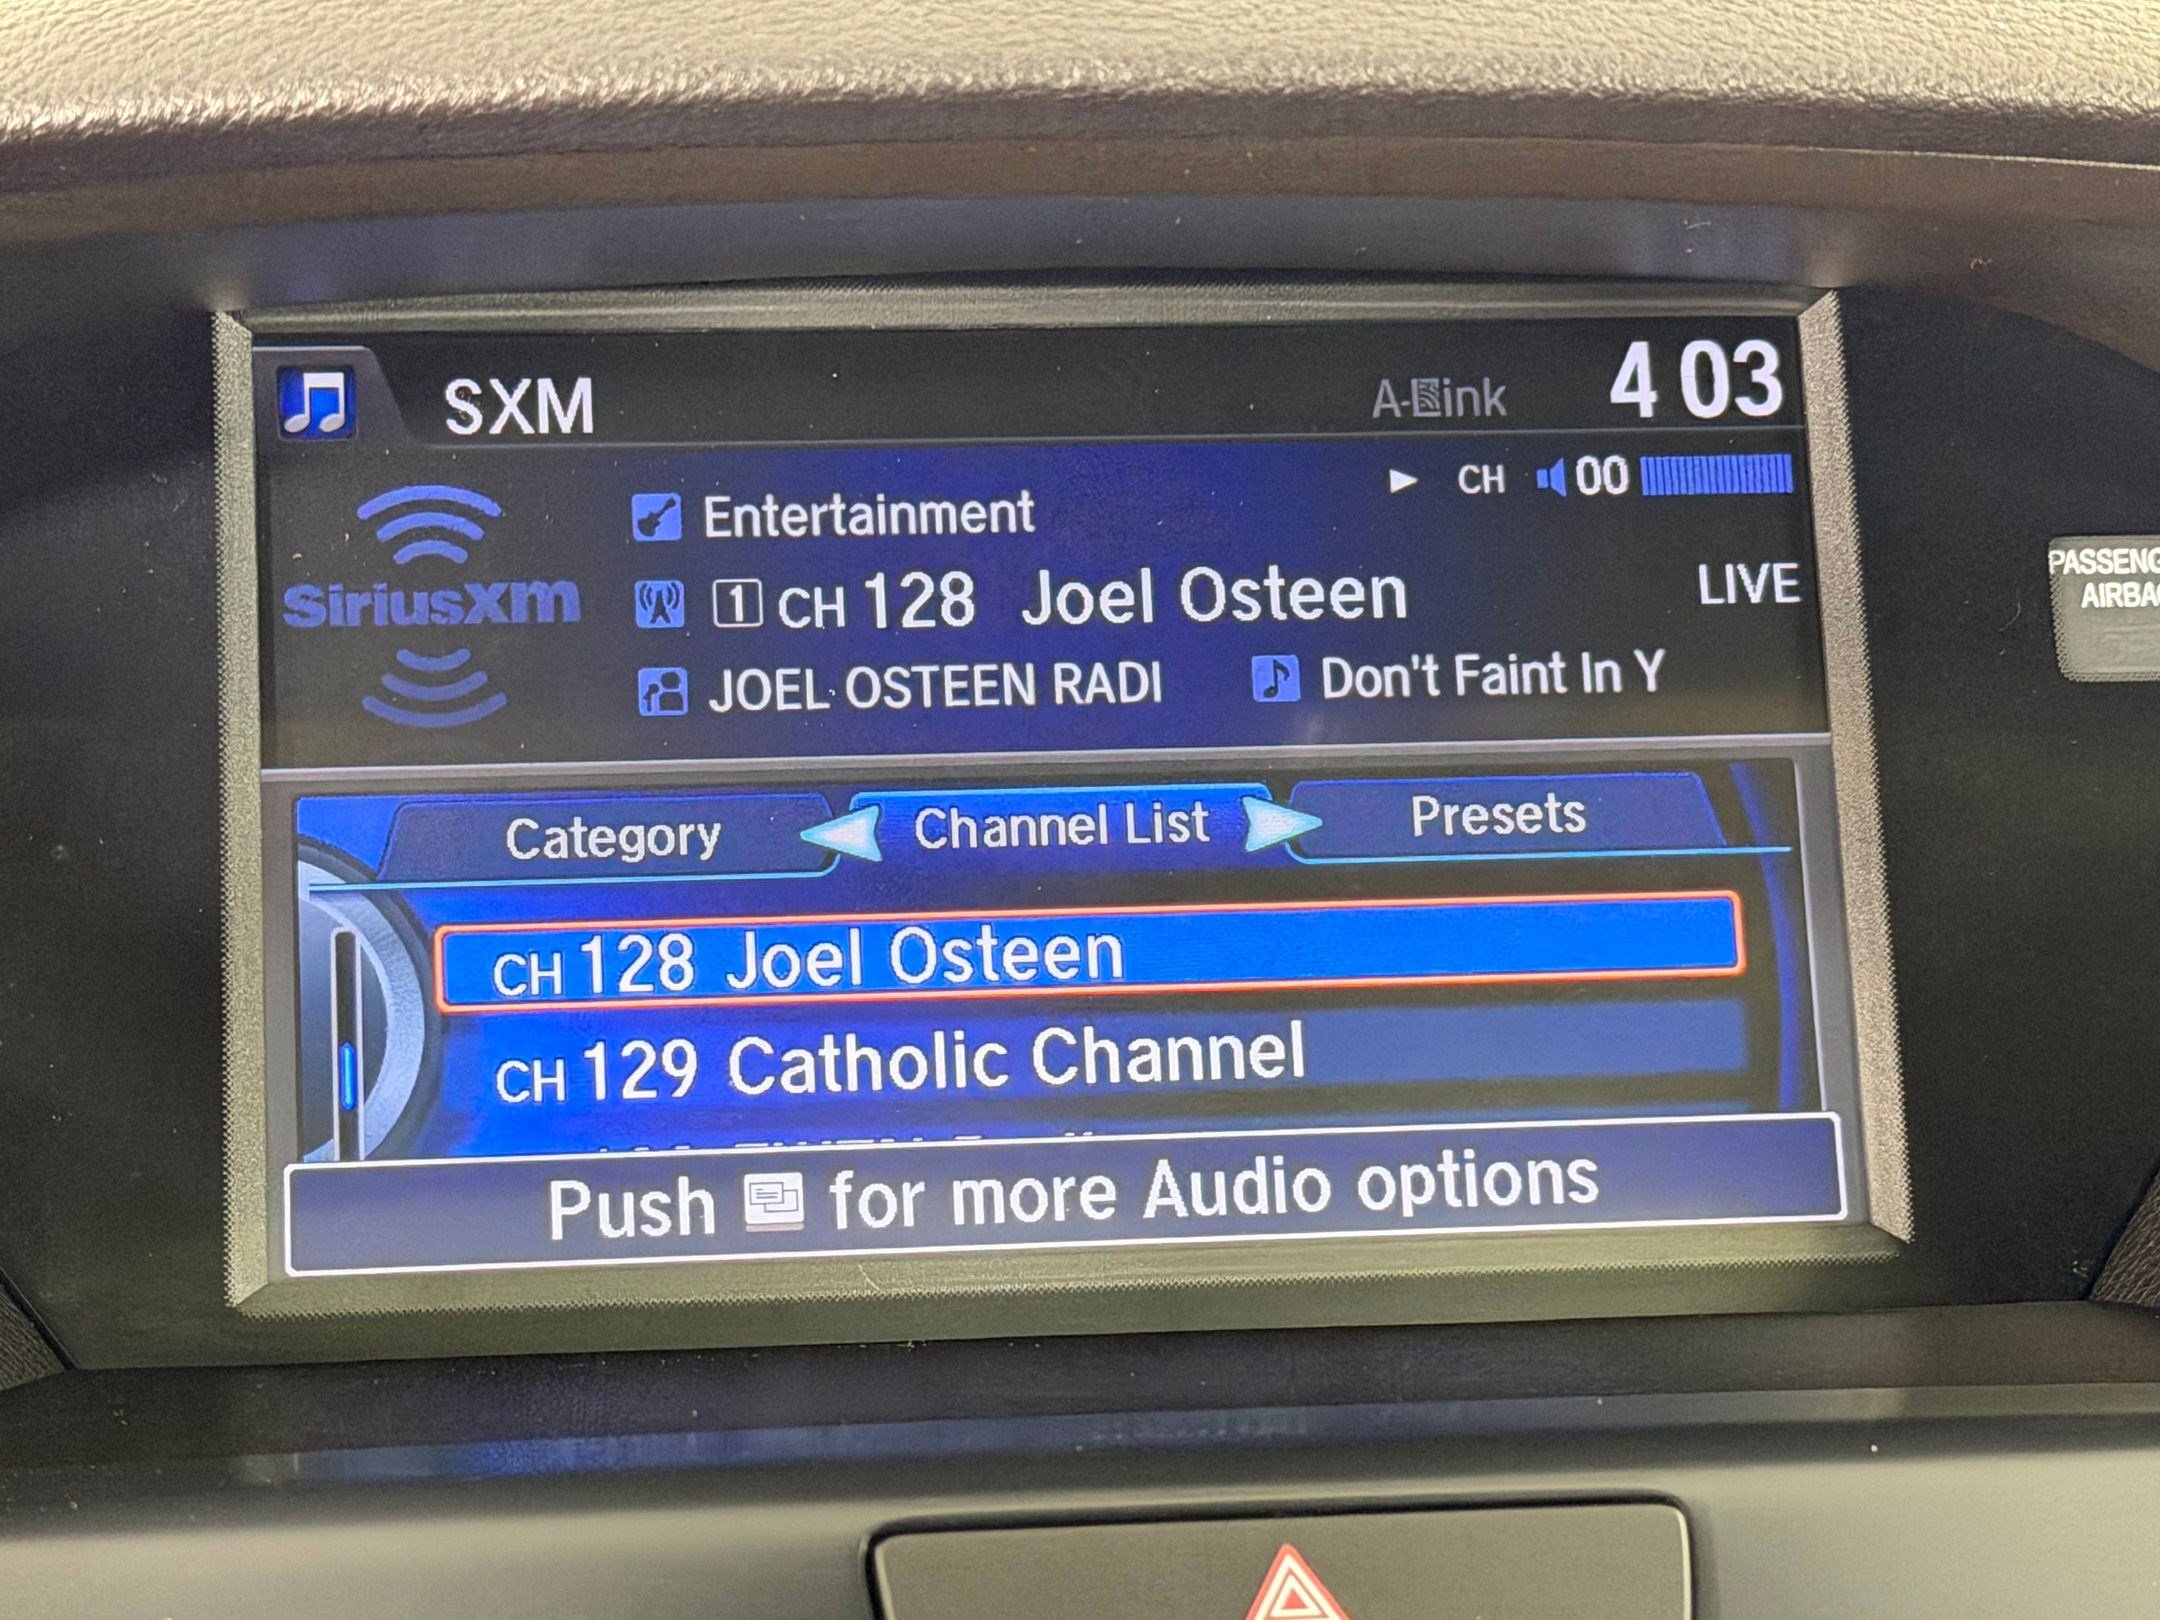 SXM A-Link 4 03
Entertainment CH 00
SiriusXM 1 CH 128 Joel Osteen LIVE
JOEL OSTEEN RADI Don't Faint In Y
Category Channel List Presets
CH 128 Joel Osteen
CH 129 Catholic Channel
Push for more Audio options
PASSENG
AIRBA